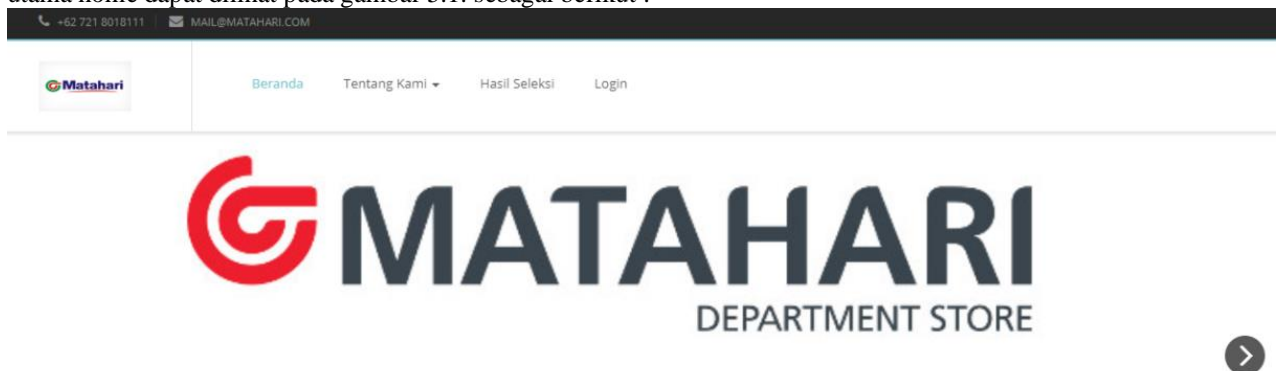 utama home dapat dilihat pada gambar 3.1. sebagai berikut :
+62 721 8018111 MAIL@MATAHARI.COM
Matahari
Beranda Tentang Kami Hasil Seleksi Login
MATAHARI
DEPARTMENT STORE